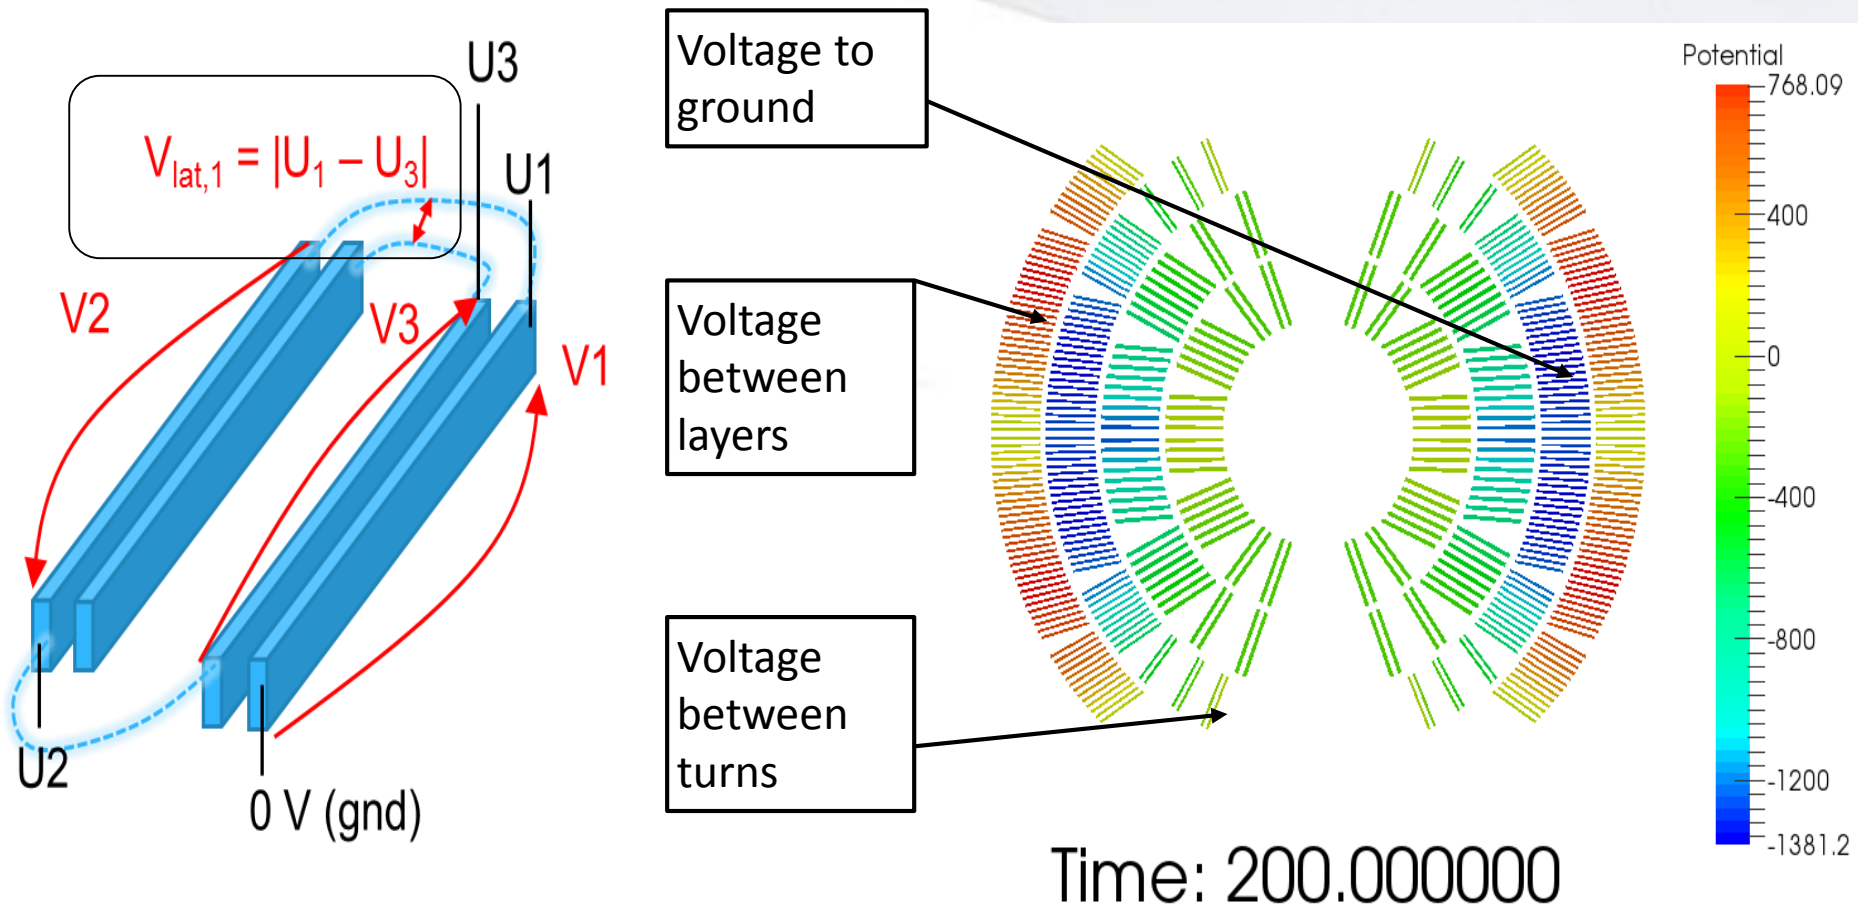 U3
V_lat,1 = |U_1 – U_3|
U1
V2
V3
V1
U2
0 V (gnd)
Voltage to
ground
Voltage
between
layers
Voltage
between
turns
Potential
768.09
400
0
-400
-800
-1200
-1381.2
Time: 200.000000